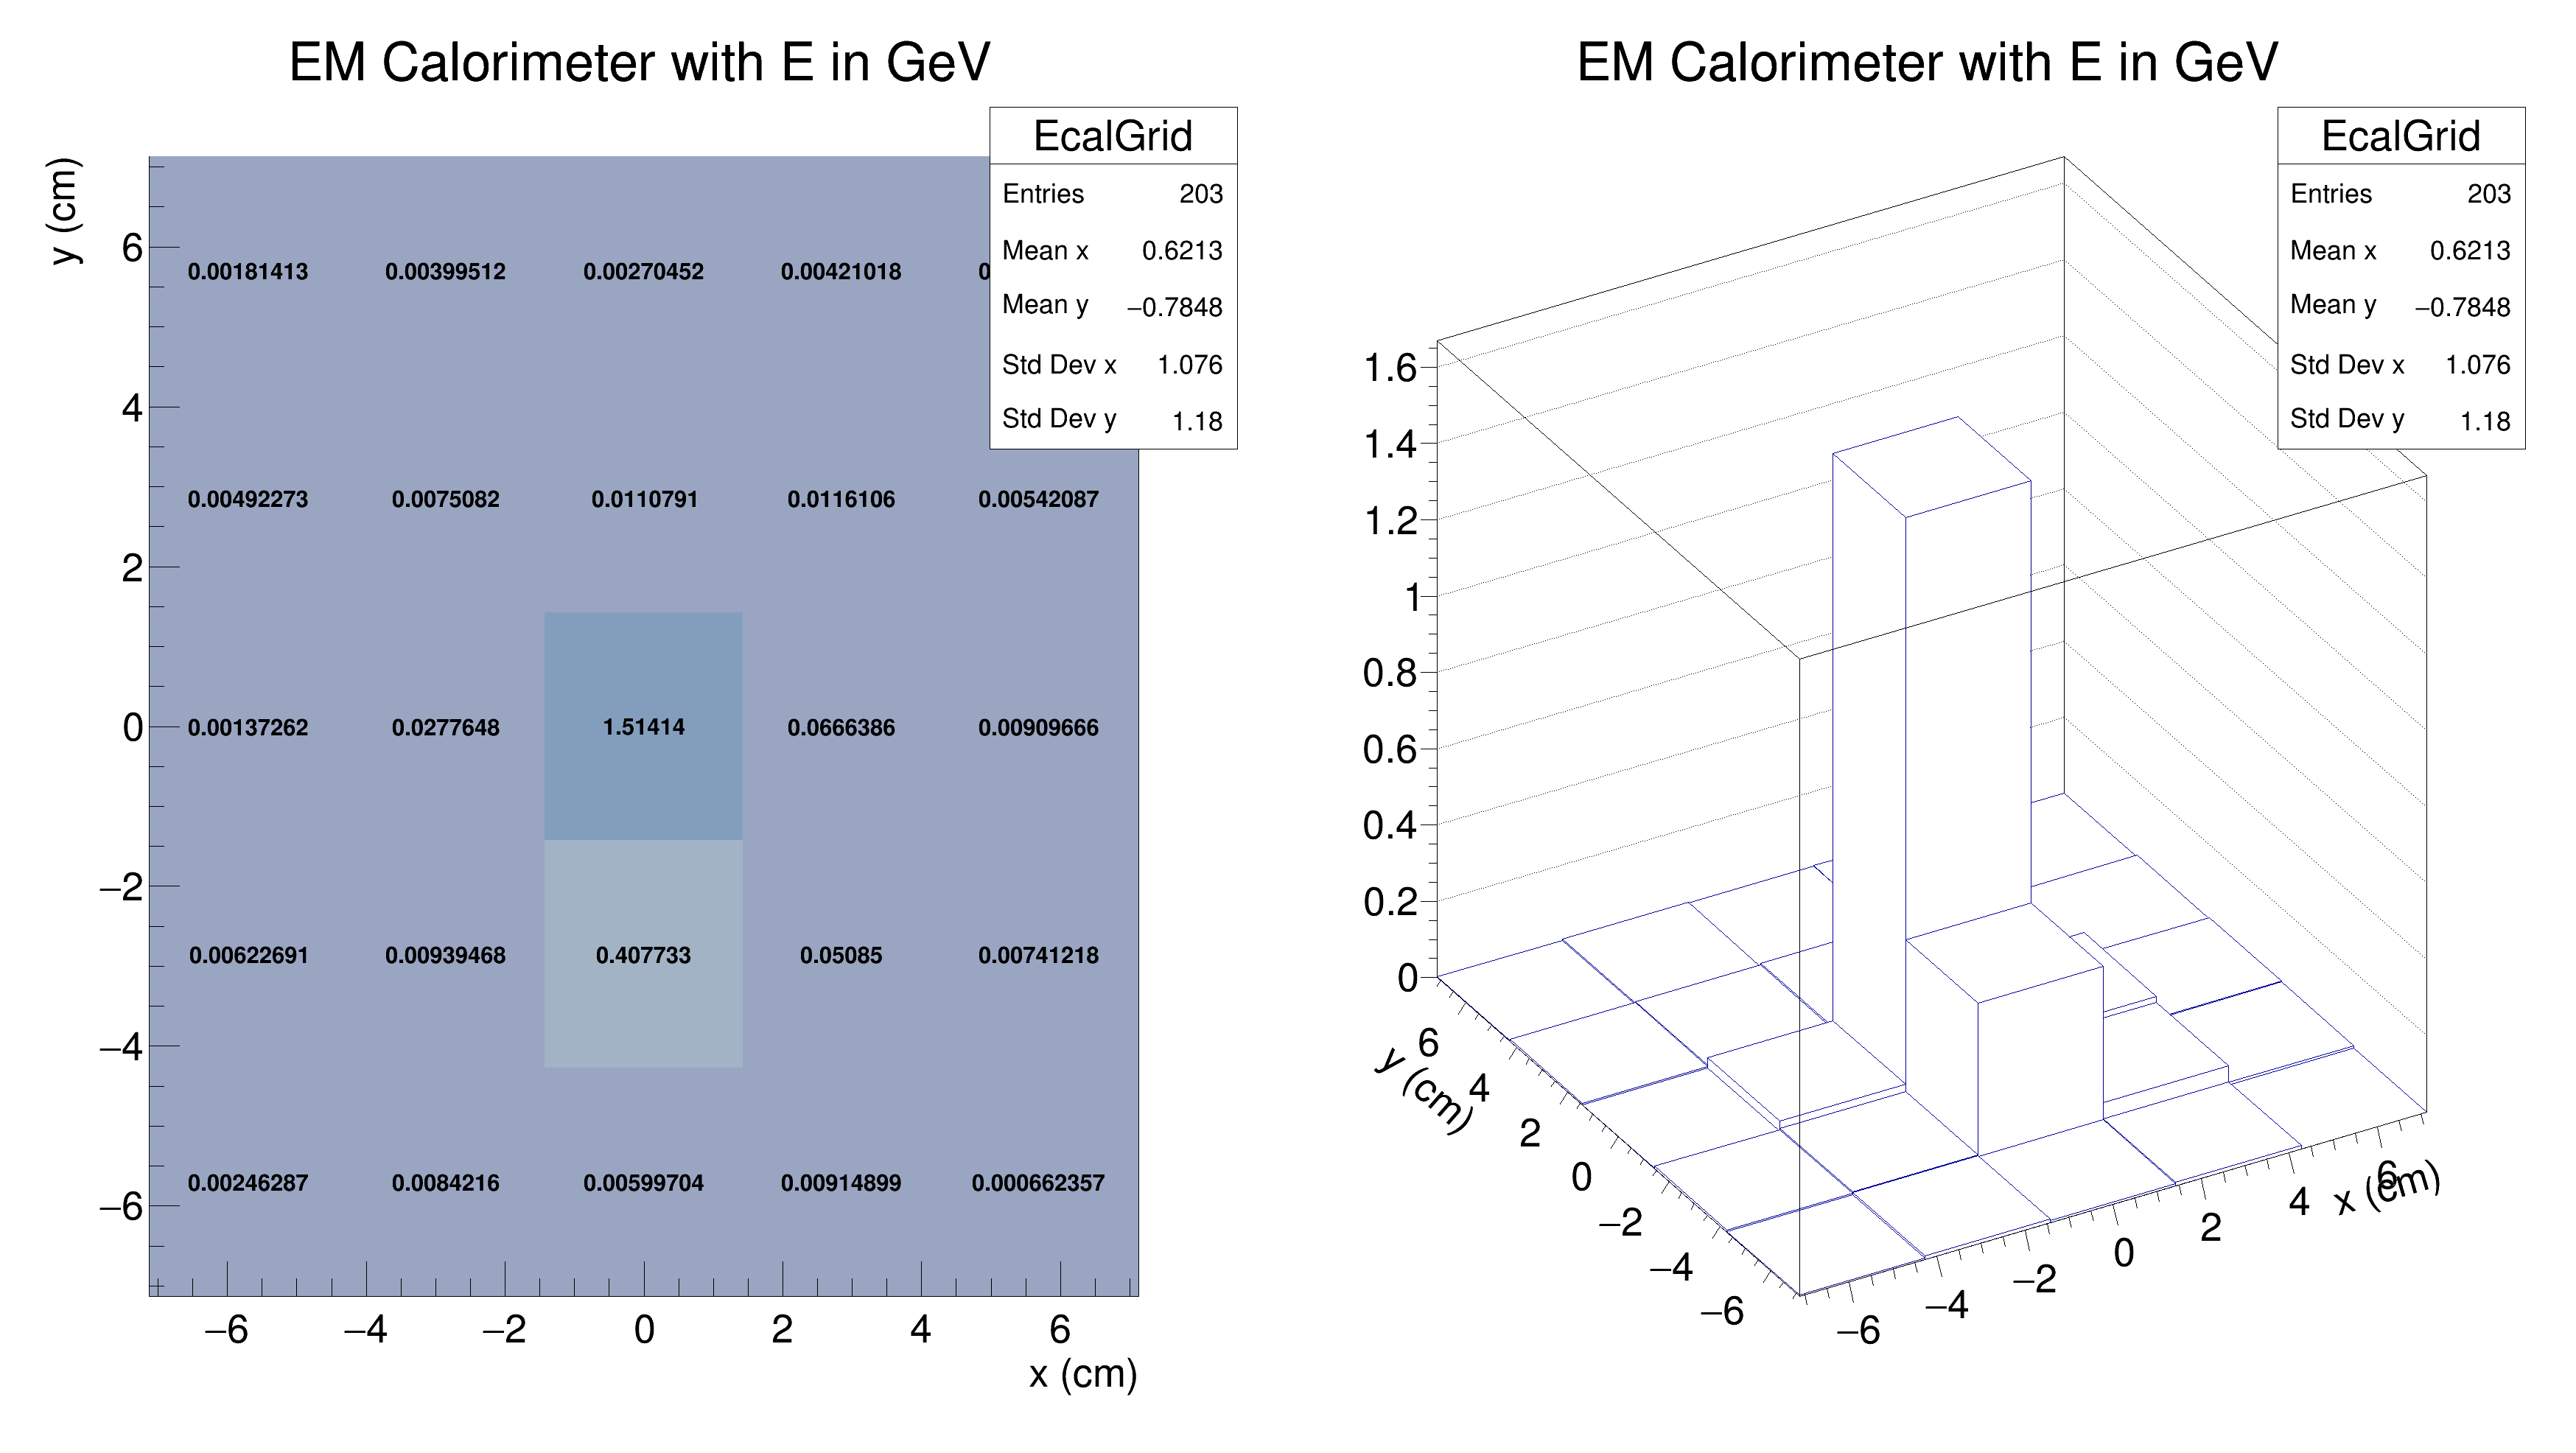 EM Calorimeter with E in GeV
EcalGrid
Entries 203
Mean x 0.6213
Mean y −0.7848
Std Dev x 1.076
Std Dev y 1.18
y (cm)
6
4
2
0
−2
−4
−6
0.00181413 0.00399512 0.00270452 0.00421018 0
0.00492273 0.0075082 0.0110791 0.0116106 0.00542087
0.00137262 0.0277648 1.51414 0.0666386 0.00909666
0.00622691 0.00939468 0.407733 0.05085 0.00741218
0.00246287 0.0084216 0.00599704 0.00914899 0.000662357
−6 −4 −2 0 2 4 6
x (cm)
EM Calorimeter with E in GeV
EcalGrid
Entries 203
Mean x 0.6213
Mean y −0.7848
Std Dev x 1.076
Std Dev y 1.18
1.6
1.4
1.2
1
0.8
0.6
0.4
0.2
0
y (cm)
6
4
2
0
−2
−4
−6
−6 −4 −2 0 2 4 6
x (cm)